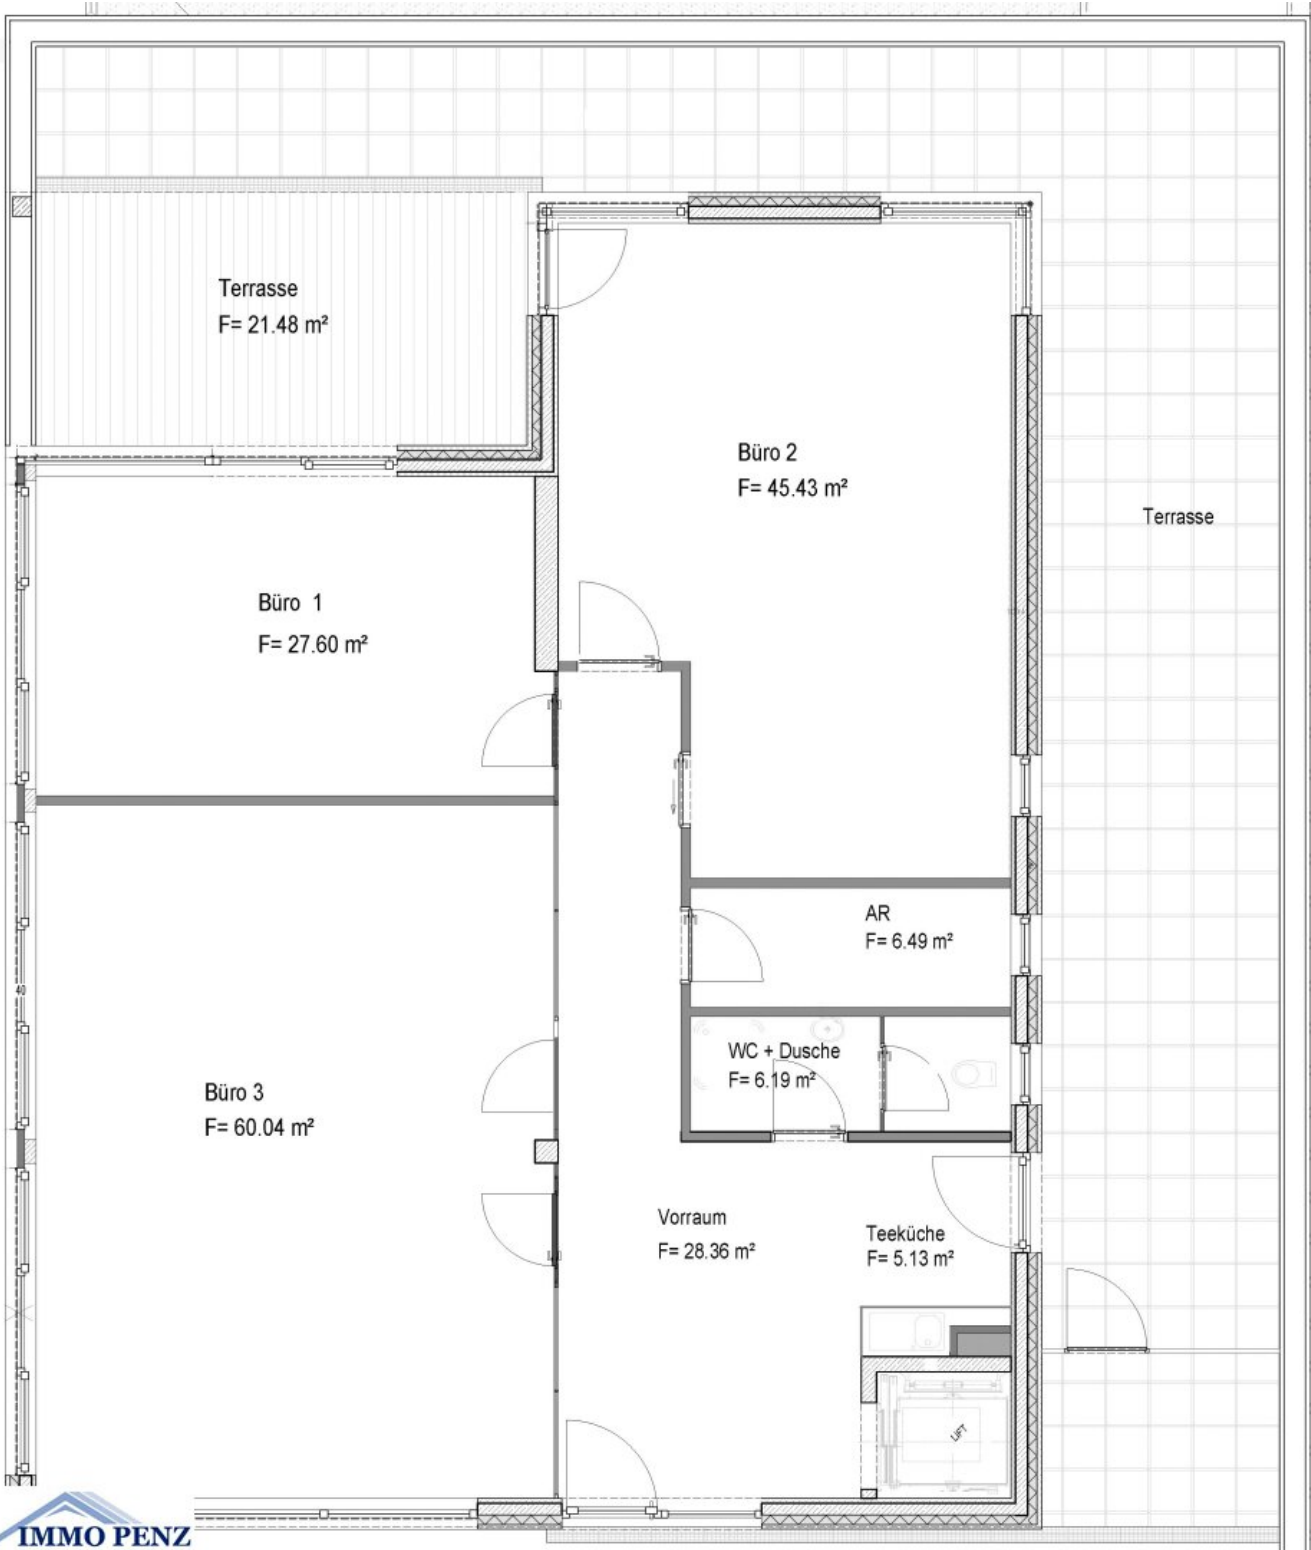 Terrasse
F= 21.48 m²
Büro 2
F= 45.43 m²
Terrasse
Büro 1
F= 27.60 m²
AR
F= 6.49 m²
40
WC + Dusche
F= 6.19 m²
Büro 3
F= 60.04 m²
Vorraum
F= 28.36 m²
Teeküche
F= 5.13 m²
LIFT
IMMO PENZ